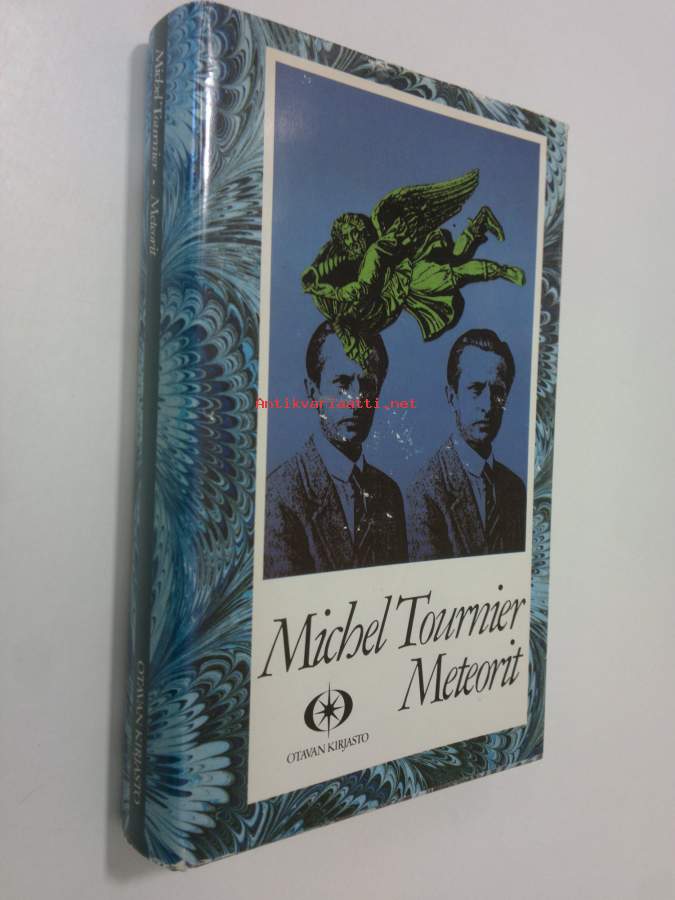 Michel Tournier • Meteorit
OTAVAN KIRJASTO
Antikvariaatti.net
Michel Tournier
Meteorit
OTAVAN KIRJASTO